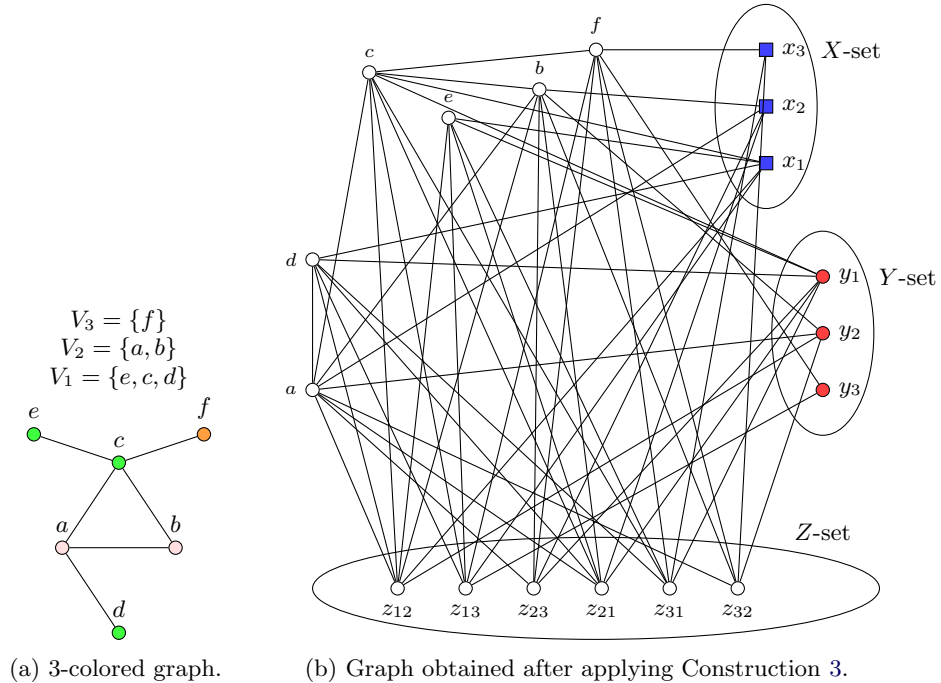 V₃ = {f}
V₂ = {a, b}
V₁ = {e, c, d}
e
f
c
a
b
d
(a) 3-colored graph.
c
f
b
e
d
a
x₃
X-set
x₂
x₁
y₁
Y-set
y₂
y₃
Z-set
z₁₂
z₁₃
z₂₃
z₂₁
z₃₁
z₃₂
(b) Graph obtained after applying Construction 3.